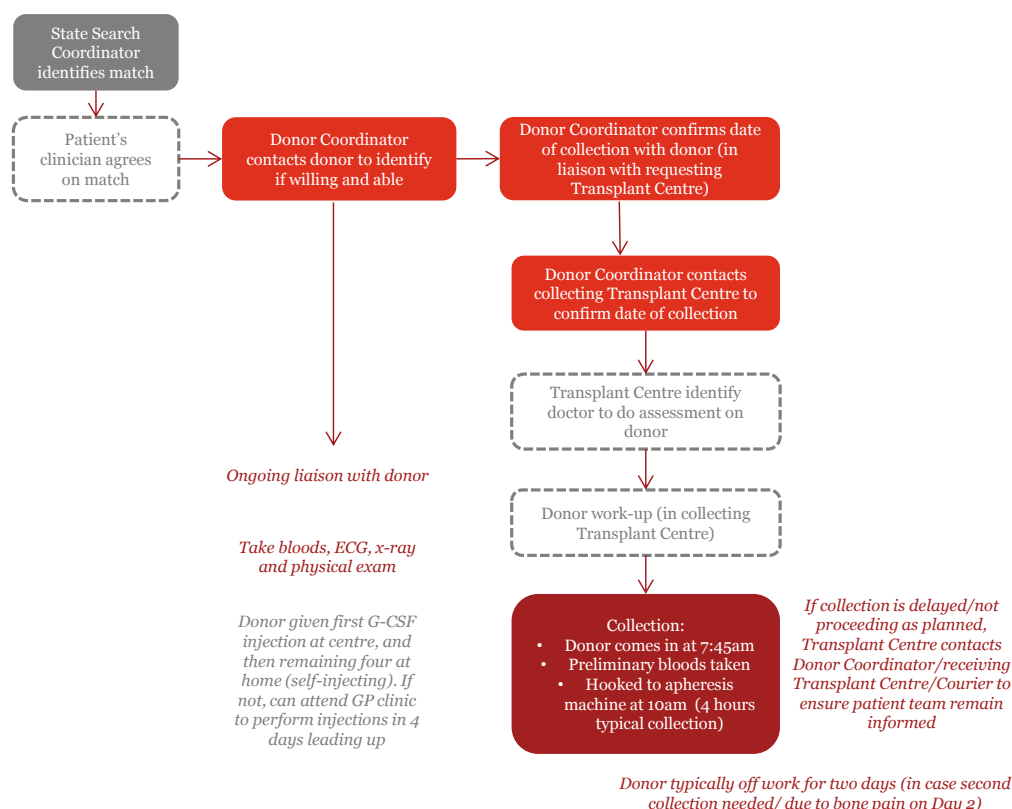 State Search
Coordinator
identifies match
Patient's
clinician agrees
on match
Donor Coordinator
contacts donor to identify
if willing and able
Donor Coordinator confirms date
of collection with donor (in
liaison with requesting
Transplant Centre)
Donor Coordinator contacts
collecting Transplant Centre to
confirm date of collection
Transplant Centre identify
doctor to do assessment on
donor
Ongoing liaison with donor
Donor work-up (in collecting
Transplant Centre)
Take bloods, ECG, x-ray
and physical exam
Donor given first G-CSF
injection at centre, and
then remaining four at
home (self-injecting). If
not, can attend GP clinic
to perform injections in 4
days leading up
Collection:
• Donor comes in at 7:45am
• Preliminary bloods taken
• Hooked to apheresis
machine at 10am (4 hours
typical collection)
If collection is delayed/not
proceeding as planned,
Transplant Centre contacts
Donor Coordinator/receiving
Transplant Centre/Courier to
ensure patient team remain
informed
Donor typically off work for two days (in case second
collection needed/ due to bone pain on Day 2)